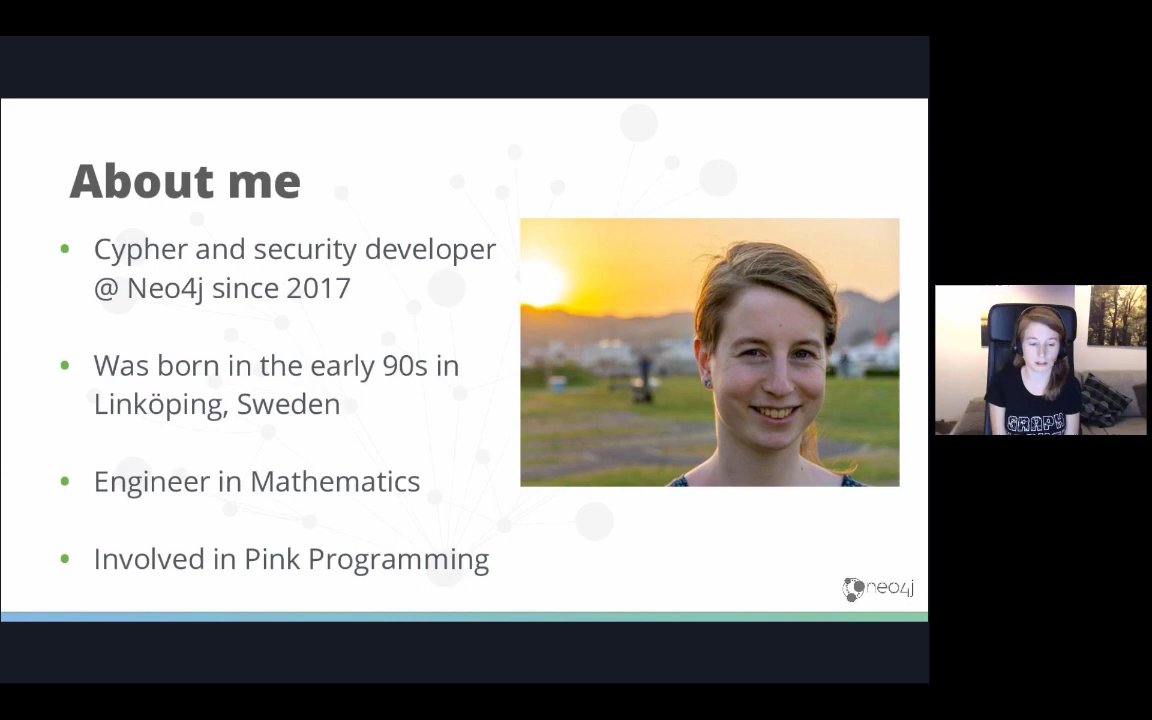 About me
• Cypher and security developer
@ Neo4j since 2017
• Was born in the early 90s in
Linköping, Sweden
• Engineer in Mathematics
• Involved in Pink Programming
neo4j